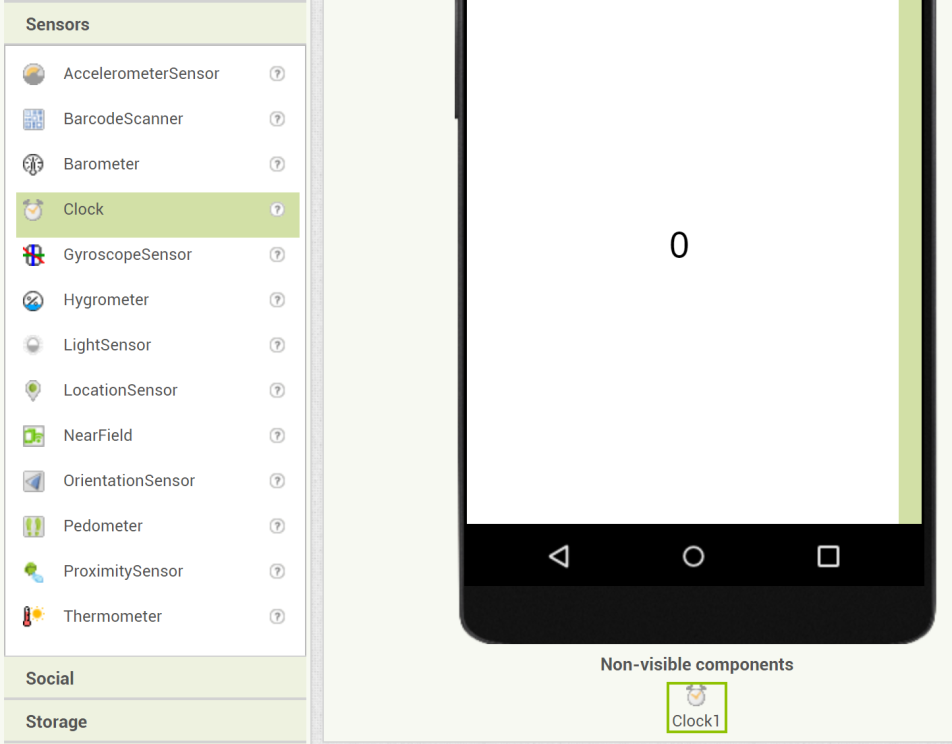 Sensors
AccelerometerSensor ?
BarcodeScanner ?
Barometer ?
Clock ?
GyroscopeSensor ?
Hygrometer ?
LightSensor ?
LocationSensor ?
NearField ?
OrientationSensor ?
Pedometer ?
ProximitySensor ?
Thermometer ?
Social
Storage
0
Non-visible components
Clock1